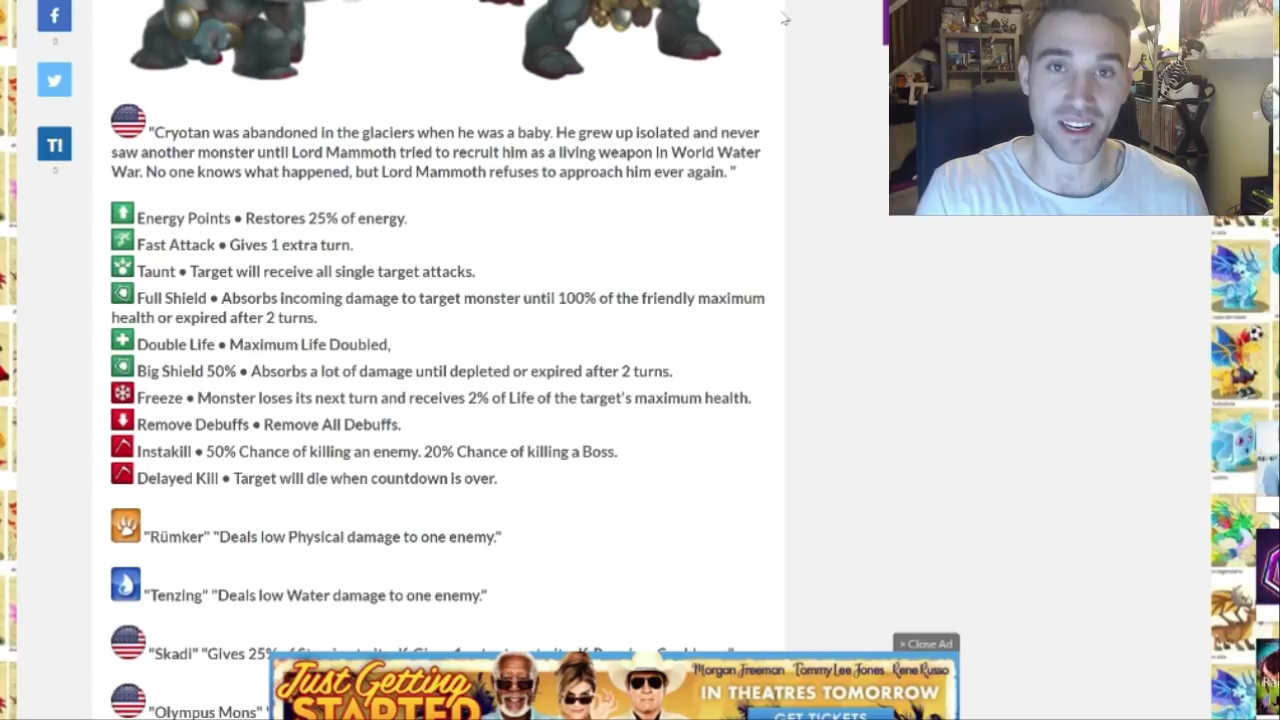 "Cryotan was abandoned in the glaciers when he was a baby. He grew up isolated and never
saw another monster until Lord Mammoth tried to recruit him as a living weapon in World Water
War. No one knows what happened, but Lord Mammoth refuses to approach him ever again. "
Energy Points • Restores 25% of energy.
Fast Attack • Gives 1 extra turn.
Taunt • Target will receive all single target attacks.
Full Shield • Absorbs incoming damage to target monster until 100% of the friendly maximum
health or expired after 2 turns.
Double Life • Maximum Life Doubled,
Big Shield 50% • Absorbs a lot of damage until depleted or expired after 2 turns.
Freeze • Monster loses its next turn and receives 2% of Life of the target's maximum health.
Remove Debuffs • Remove All Debuffs.
Instakill • 50% Chance of killing an enemy. 20% Chance of killing a Boss.
Delayed Kill • Target will die when countdown is over.
"Rümker" "Deals low Physical damage to one enemy."
"Tenzing" "Deals low Water damage to one enemy."
"Skadi" "Gives 25%
"Olympus Mons"
× Close Ad
Just Getting
STARTED
Morgan Freeman Tommy Lee Jones Rene Russo
IN THEATRES TOMORROW
GET TICKETS
f
0
T!
0